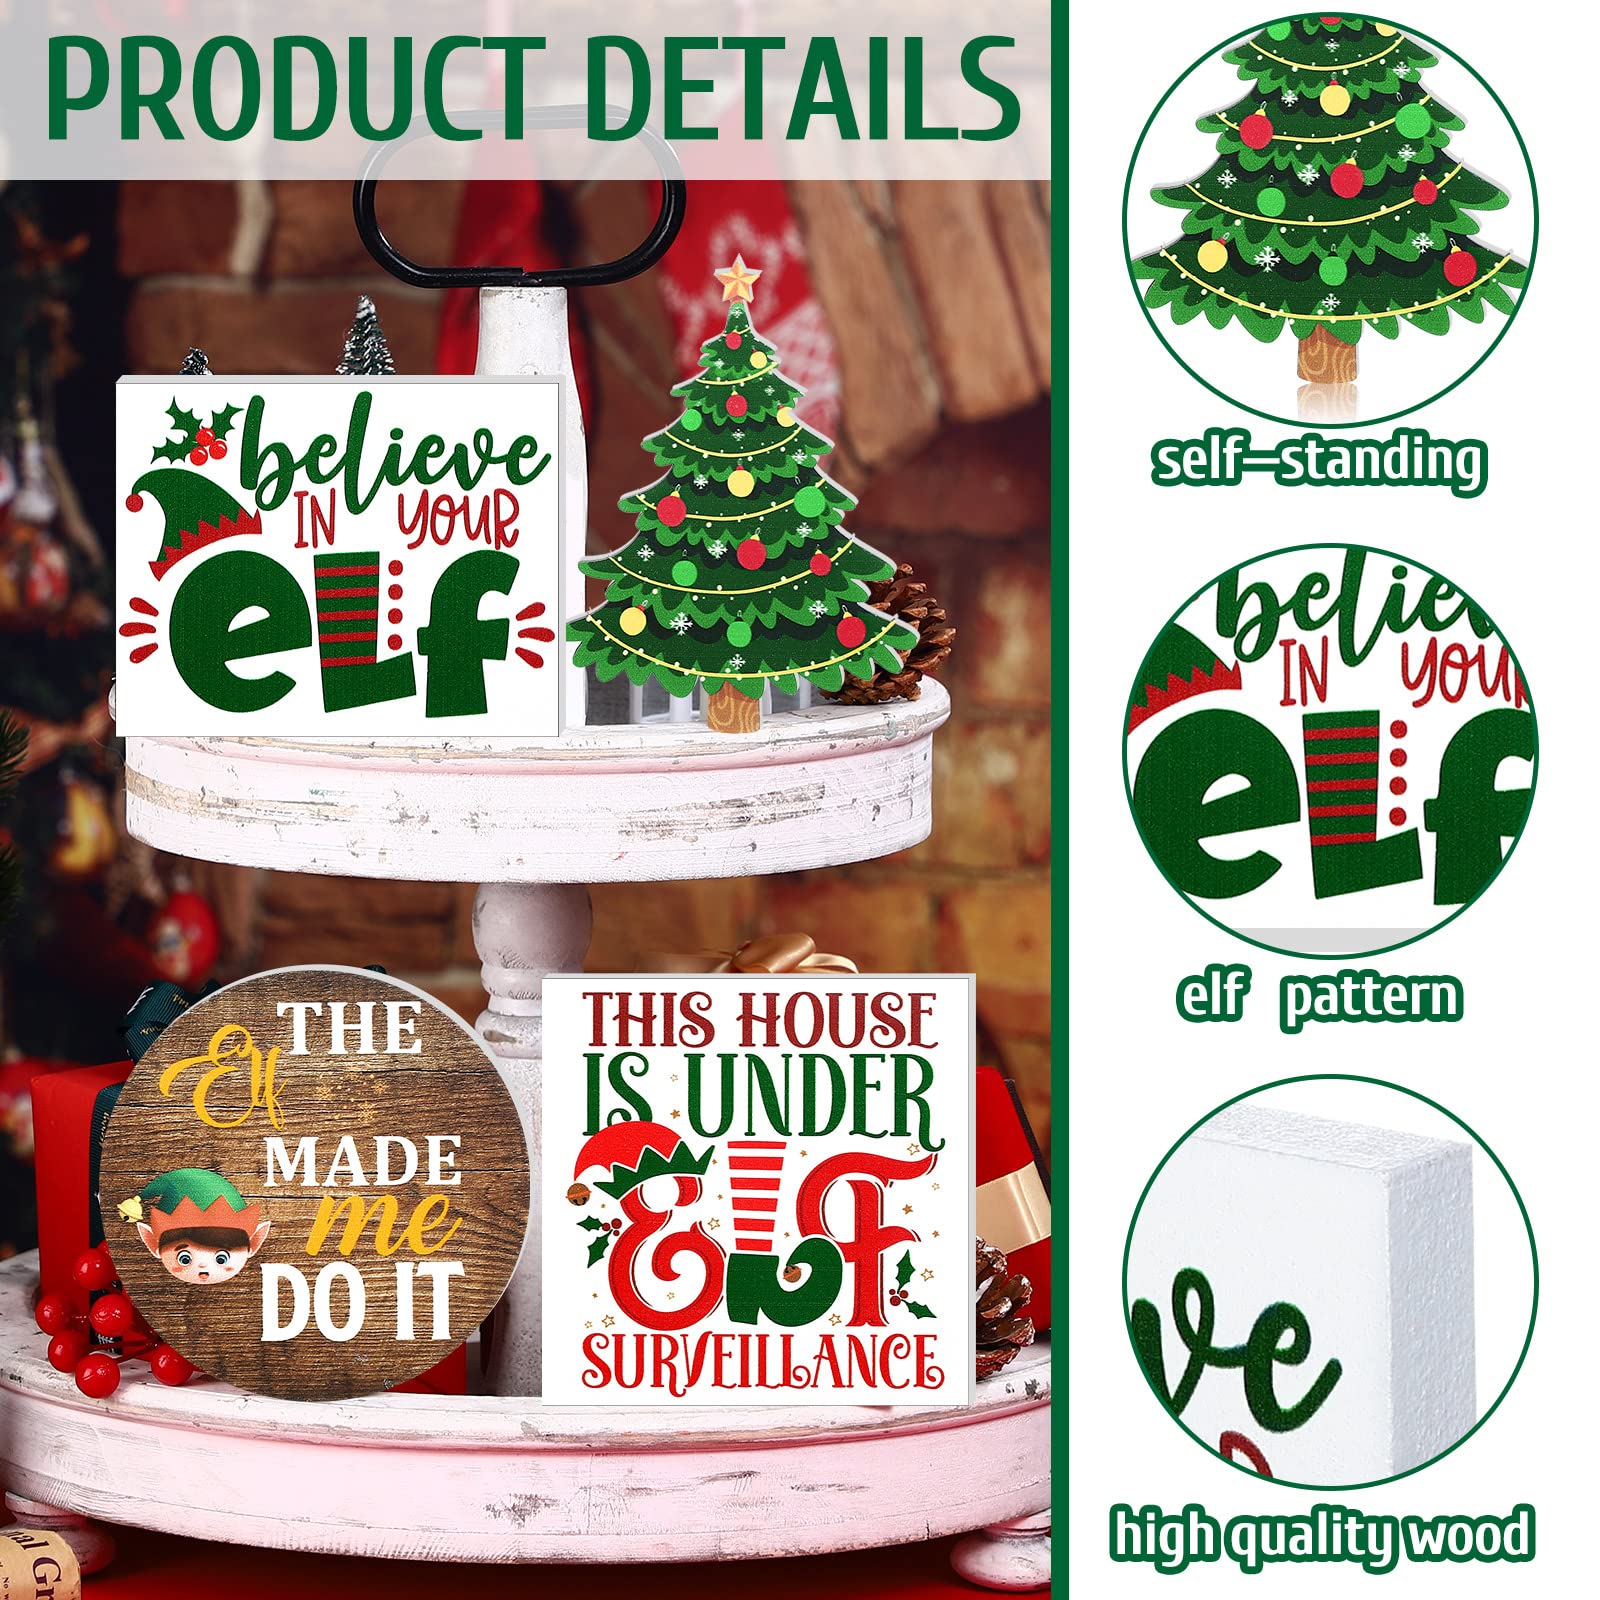 PRODUCT DETAILS
believe
IN YOUR
elf
THE
Elf
MADE
me
DO IT
THIS HOUSE
IS UNDER
ELF
SURVEILLANCE
self-standing
believe
IN YOUR
elf
elf pattern
ve
high quality wood